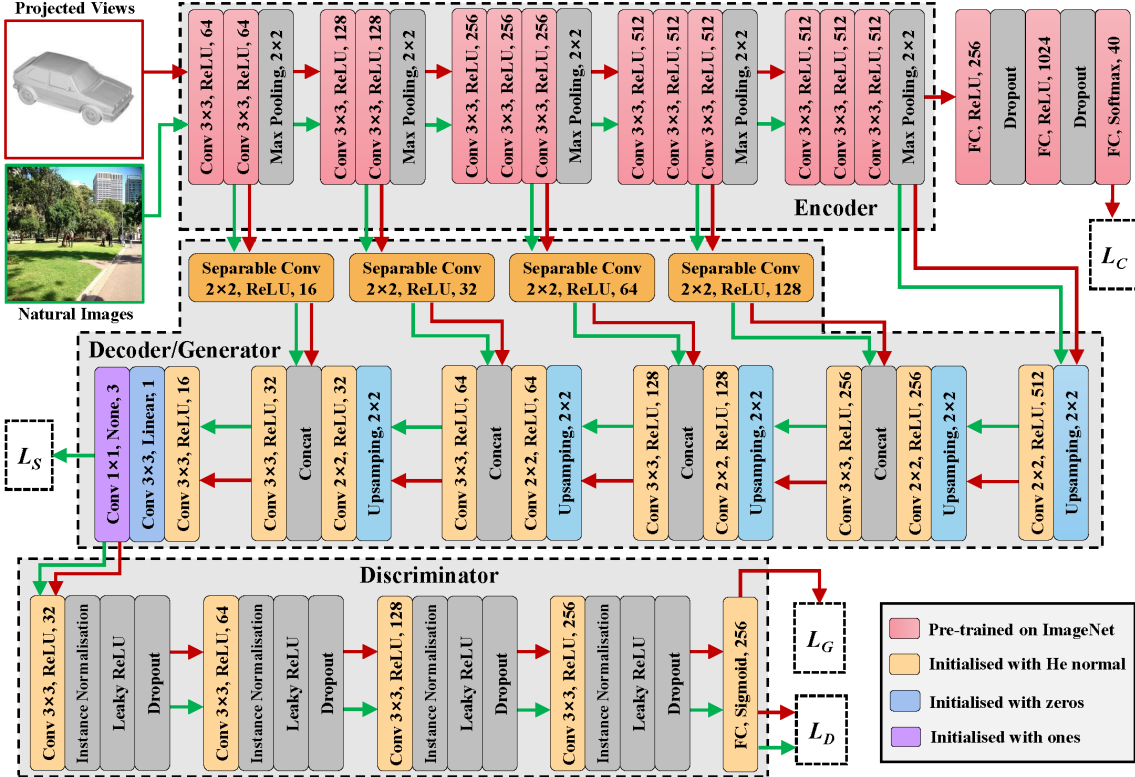 Projected Views
Natural Images
Conv 3×3, ReLU, 64
Conv 3×3, ReLU, 64
Max Pooling, 2×2
Conv 3×3, ReLU, 128
Conv 3×3, ReLU, 128
Max Pooling, 2×2
Conv 3×3, ReLU, 256
Conv 3×3, ReLU, 256
Conv 3×3, ReLU, 256
Max Pooling, 2×2
Conv 3×3, ReLU, 512
Conv 3×3, ReLU, 512
Conv 3×3, ReLU, 512
Max Pooling, 2×2
Conv 3×3, ReLU, 512
Conv 3×3, ReLU, 512
Conv 3×3, ReLU, 512
Max Pooling, 2×2
Encoder
FC, ReLU, 256
Dropout
FC, ReLU, 1024
Dropout
FC, Softmax, 40
L_C
Separable Conv
2×2, ReLU, 16
Separable Conv
2×2, ReLU, 32
Separable Conv
2×2, ReLU, 64
Separable Conv
2×2, ReLU, 128
Decoder/Generator
L_S
Conv 1×1, None, 3
Conv 3×3, Linear, 1
Conv 3×3, ReLU, 16
Conv 3×3, ReLU, 32
Concat
Conv 2×2, ReLU, 32
Upsamping, 2×2
Conv 3×3, ReLU, 64
Concat
Conv 2×2, ReLU, 64
Upsamping, 2×2
Conv 3×3, ReLU, 128
Concat
Conv 2×2, ReLU, 128
Upsamping, 2×2
Conv 3×3, ReLU, 256
Concat
Conv 2×2, ReLU, 256
Upsamping, 2×2
Conv 2×2, ReLU, 512
Upsamping, 2×2
Discriminator
Conv 3×3, ReLU, 32
Instance Normalisation
Leaky ReLU
Dropout
Conv 3×3, ReLU, 64
Instance Normalisation
Leaky ReLU
Dropout
Conv 3×3, ReLU, 128
Instance Normalisation
Leaky ReLU
Dropout
Conv 3×3, ReLU, 256
Instance Normalisation
Leaky ReLU
Dropout
FC, Sigmoid, 256
L_G
L_D
Pre-trained on ImageNet
Initialised with He normal
Initialised with zeros
Initialised with ones